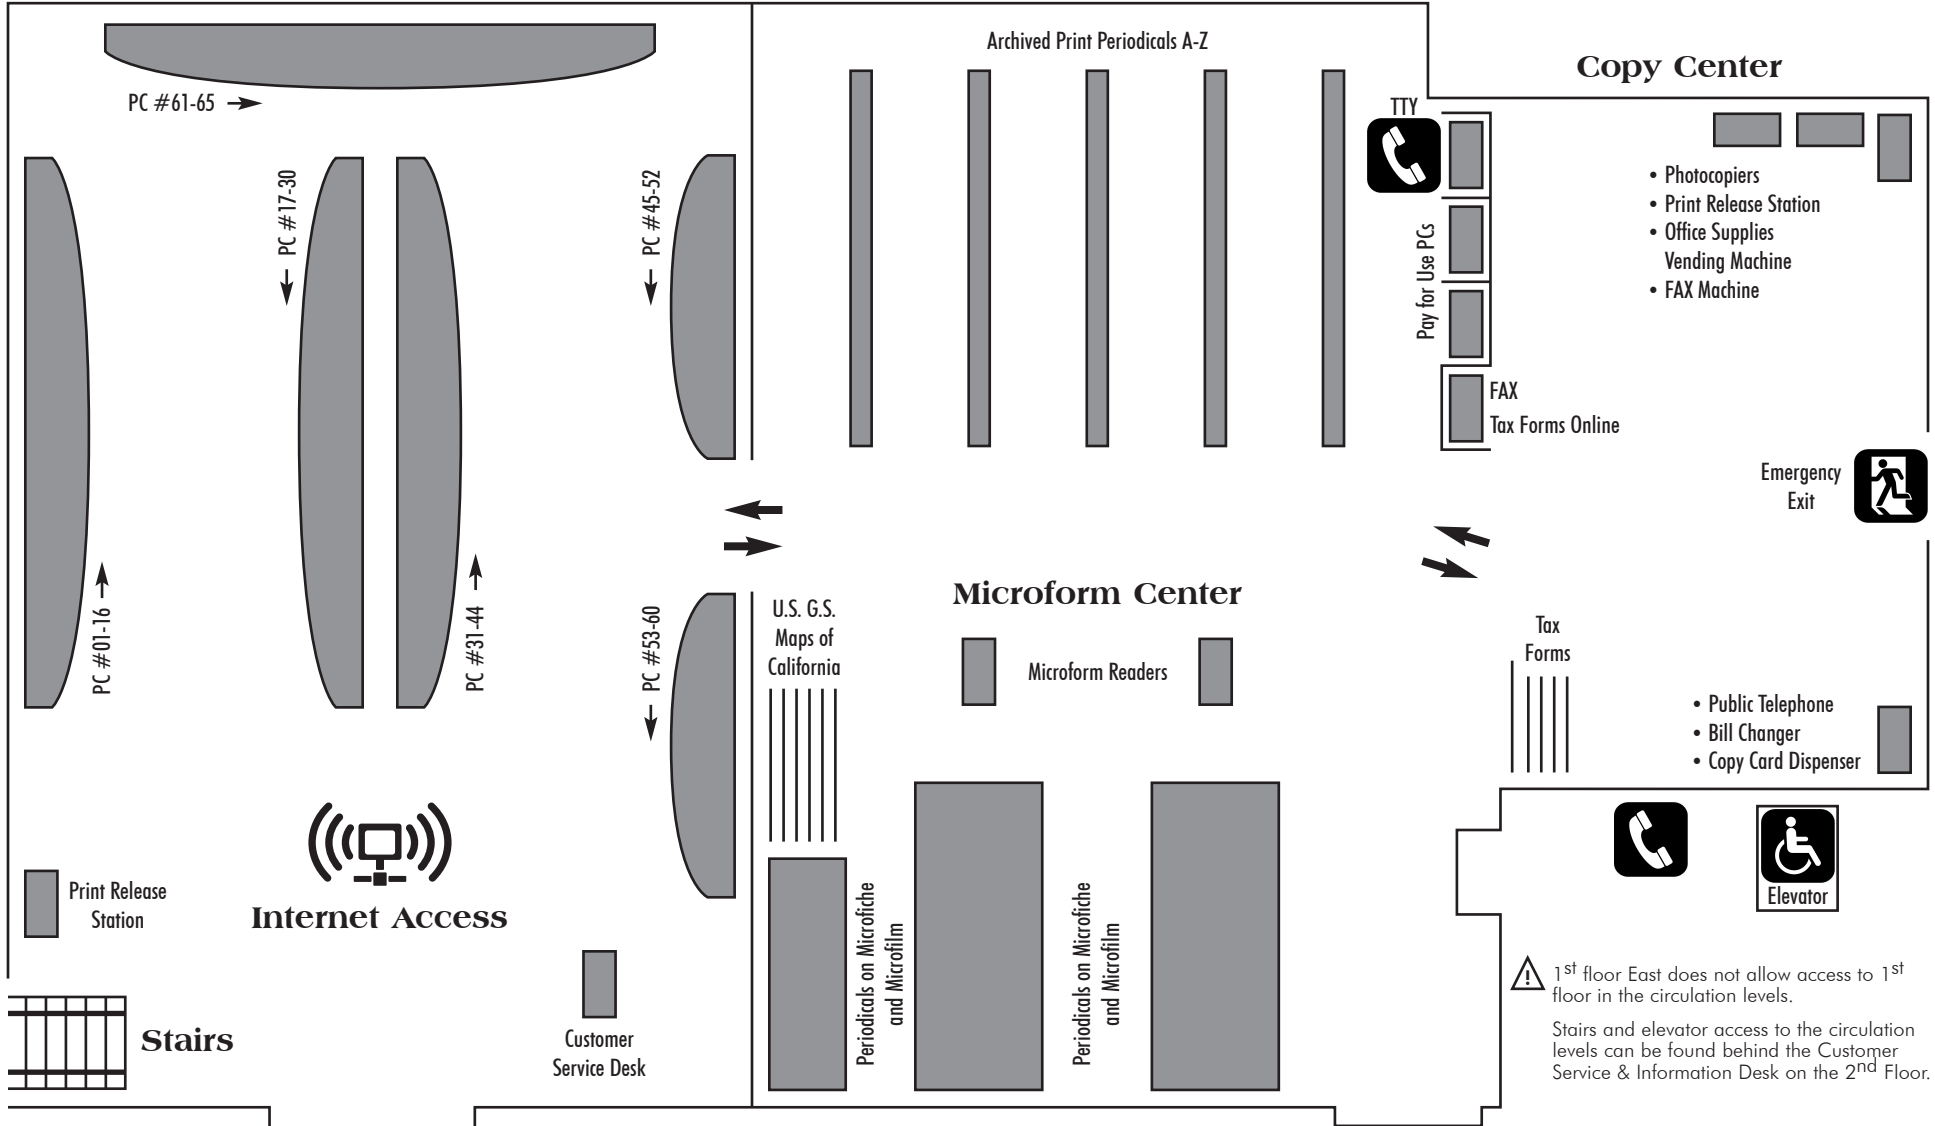 PC #61-65
PC #01-16
PC #17-30
PC #31-44
PC #45-52
PC #53-60
Internet Access
Print Release
Station
Stairs
Customer
Service Desk
Archived Print Periodicals A-Z
Microform Center
U.S. G.S.
Maps of
California
Microform Readers
Periodicals on Microfiche
and Microfilm
Periodicals on Microfiche
and Microfilm
Copy Center
TTY
Pay for Use PCs
FAX
Tax Forms Online
• Photocopiers
• Print Release Station
• Office Supplies
Vending Machine
• FAX Machine
Emergency
Exit
Tax
Forms
• Public Telephone
• Bill Changer
• Copy Card Dispenser
Elevator
1st floor East does not allow access to 1st
floor in the circulation levels.
Stairs and elevator access to the circulation
levels can be found behind the Customer
Service & Information Desk on the 2nd Floor.